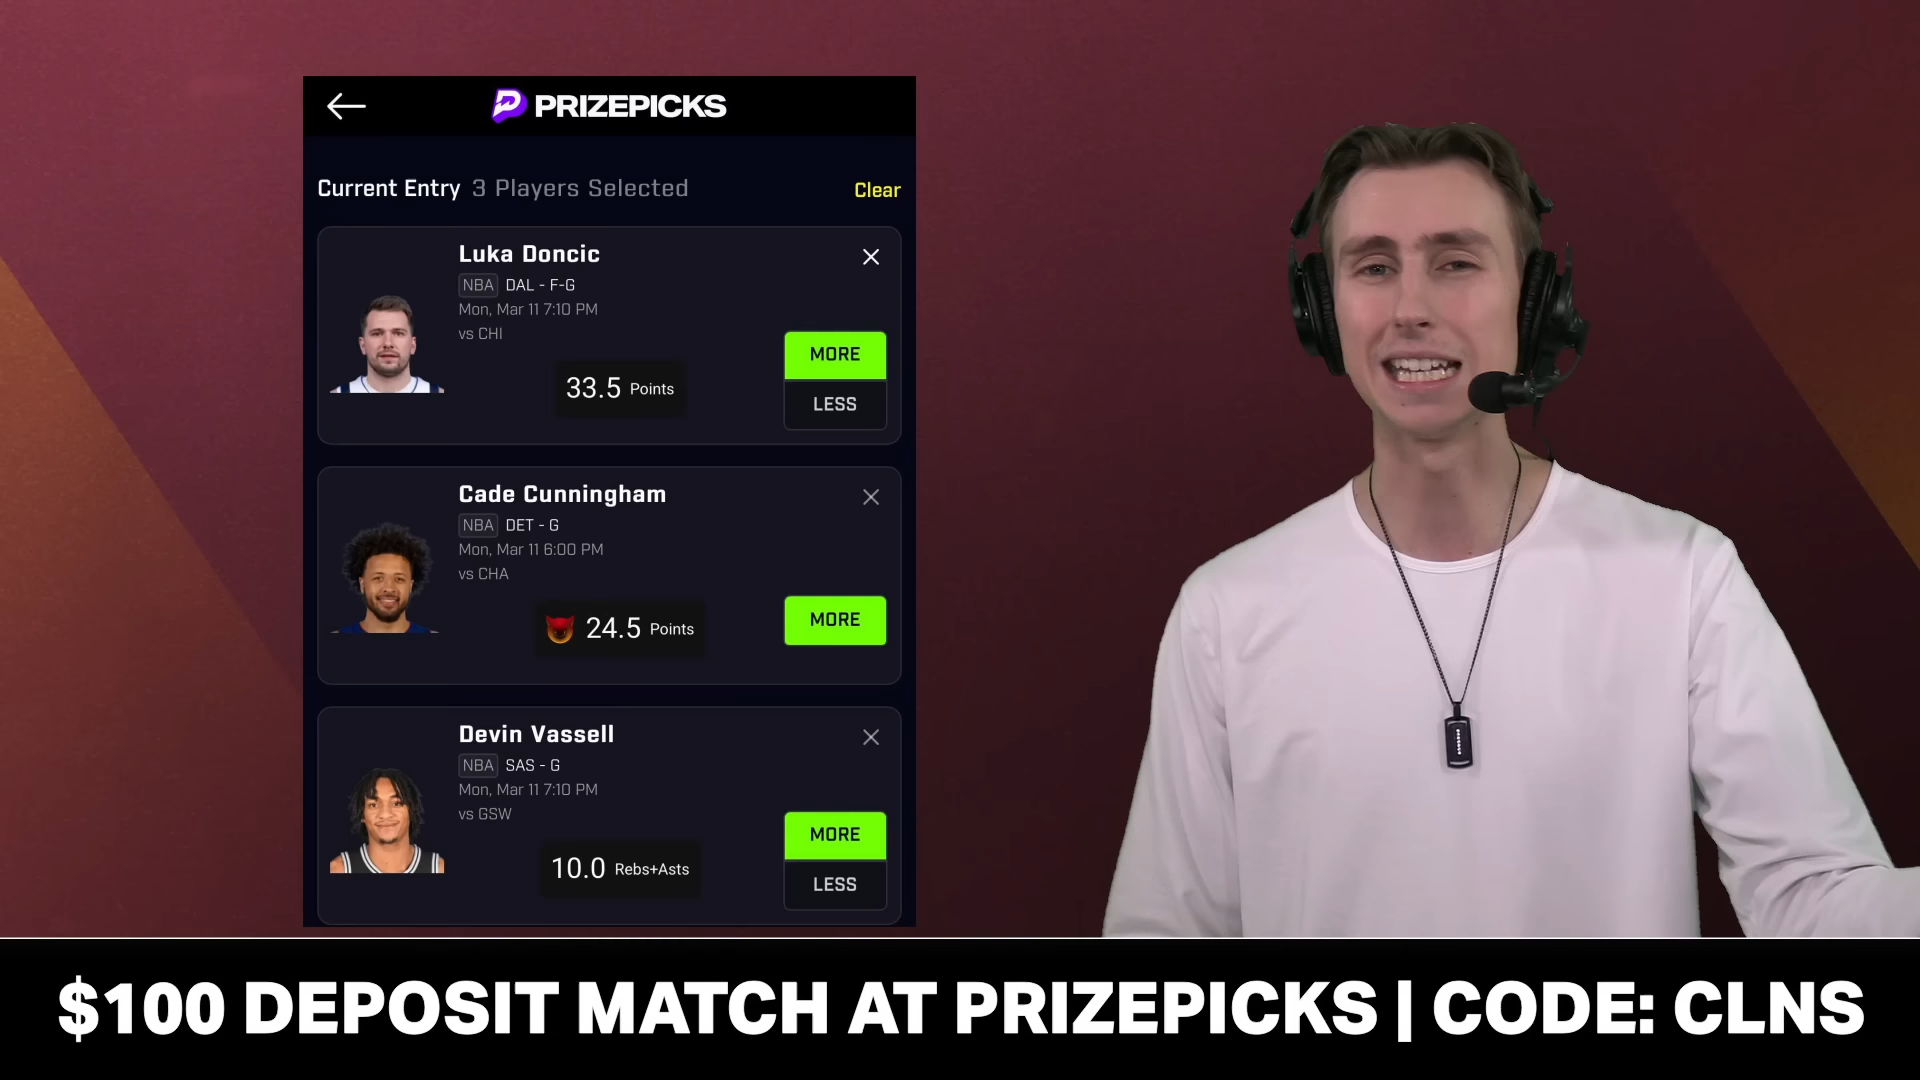 PRIZEPICKS
Current Entry 3 Players Selected Clear
Luka Doncic
NBA DAL - F-G
Mon, Mar 11 7:10 PM
vs CHI
33.5 Points
MORE
LESS
Cade Cunningham
NBA DET - G
Mon, Mar 11 6:00 PM
vs CHA
24.5 Points
MORE
Devin Vassell
NBA SAS - G
Mon, Mar 11 7:10 PM
vs GSW
10.0 Rebs+Asts
MORE
LESS
$100 DEPOSIT MATCH AT PRIZEPICKS | CODE: CLNS